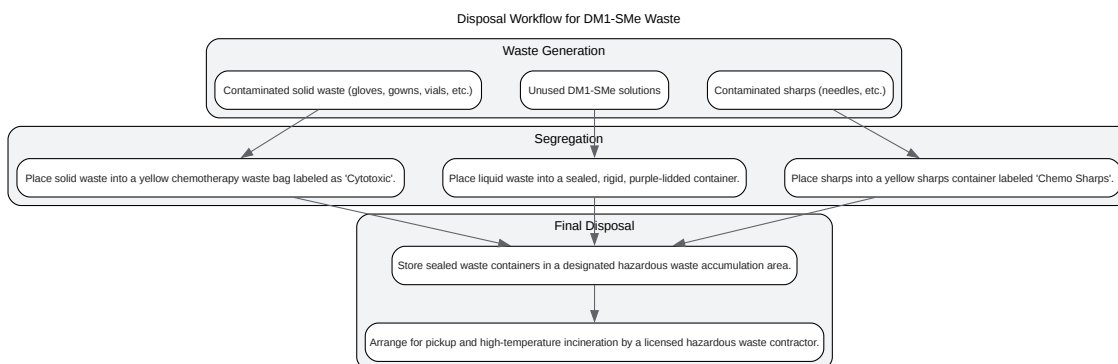 Disposal Workflow for DM1-SMe Waste
Waste Generation
Contaminated solid waste (gloves, gowns, vials, etc.)
Unused DM1-SMe solutions
Contaminated sharps (needles, etc.)
Segregation
Place solid waste into a yellow chemotherapy waste bag labeled as 'Cytotoxic'.
Place liquid waste into a sealed, rigid, purple-lidded container.
Place sharps into a yellow sharps container labeled 'Chemo Sharps'.
Final Disposal
Store sealed waste containers in a designated hazardous waste accumulation area.
Arrange for pickup and high-temperature incineration by a licensed hazardous waste contractor.